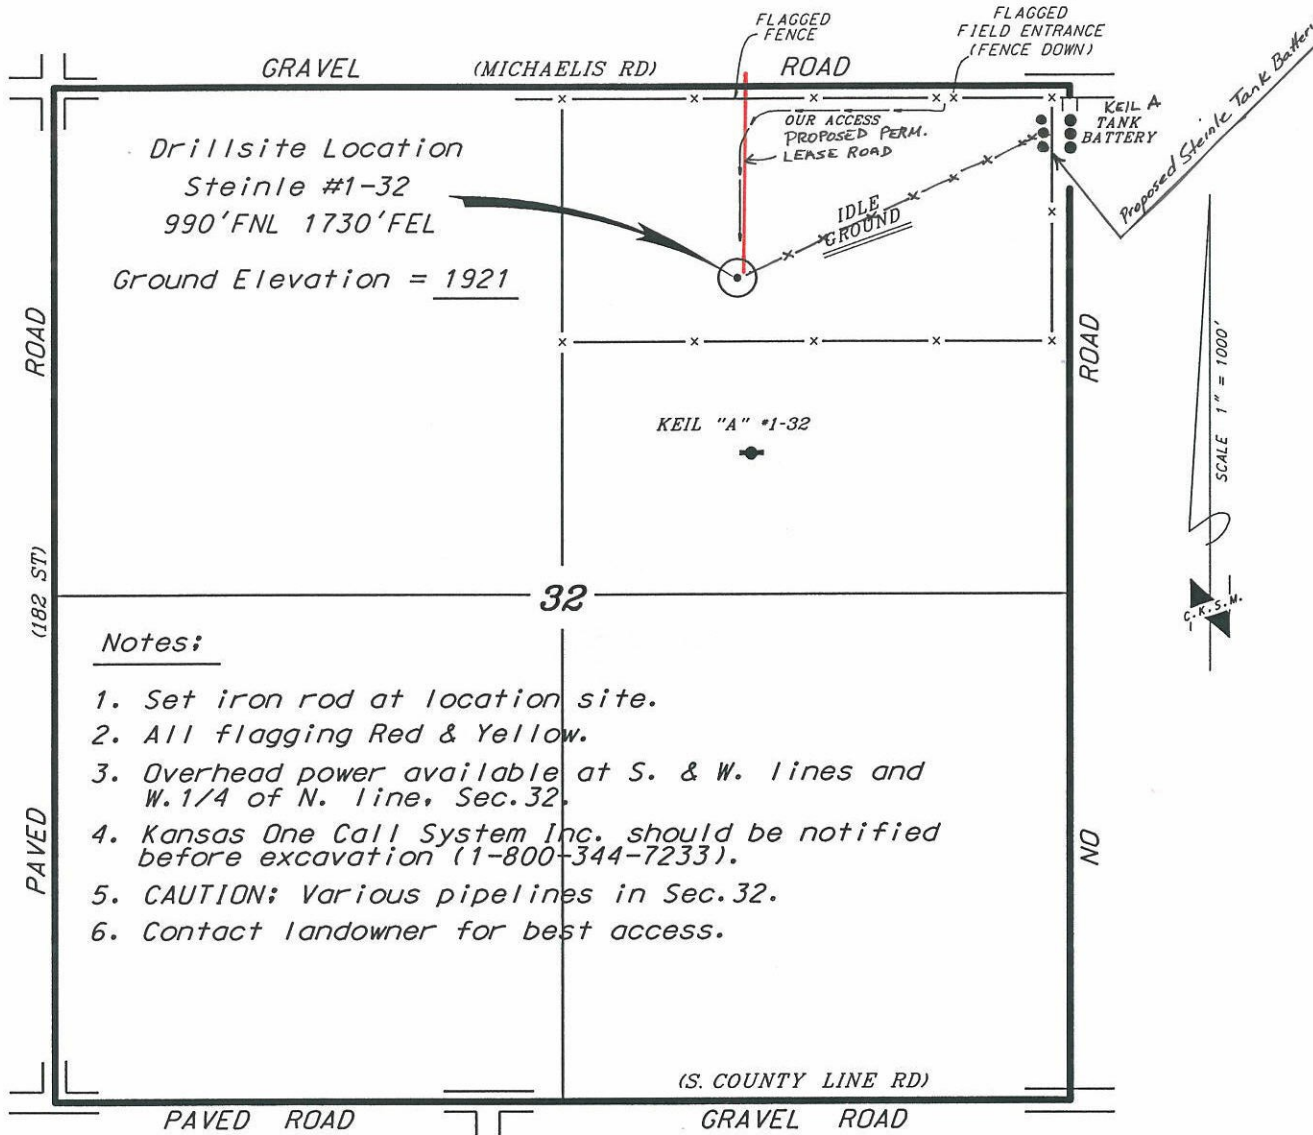 FLAGGED
FENCE
FLAGGED
FIELD ENTRANCE
(FENCE DOWN)
GRAVEL (MICHAELIS RD) ROAD
KEIL A
TANK
BATTERY
Proposed Steinle Tank Battery
OUR ACCESS
PROPOSED PERM.
LEASE ROAD
Drillsite Location
Steinle #1-32
990'FNL 1730'FEL
Ground Elevation = 1921
IDLE
GROUND
ROAD
ROAD
SCALE 1" = 1000'
KEIL "A" #1-32
(182 ST)
32
C.K.S.M.
Notes:
1. Set iron rod at location site.
2. All flagging Red & Yellow.
3. Overhead power available at S. & W. lines and
W.1/4 of N. line, Sec.32.
4. Kansas One Call System Inc. should be notified
before excavation (1-800-344-7233).
5. CAUTION: Various pipelines in Sec.32.
6. Contact landowner for best access.
PAVED
NO
(S. COUNTY LINE RD)
PAVED ROAD
GRAVEL ROAD